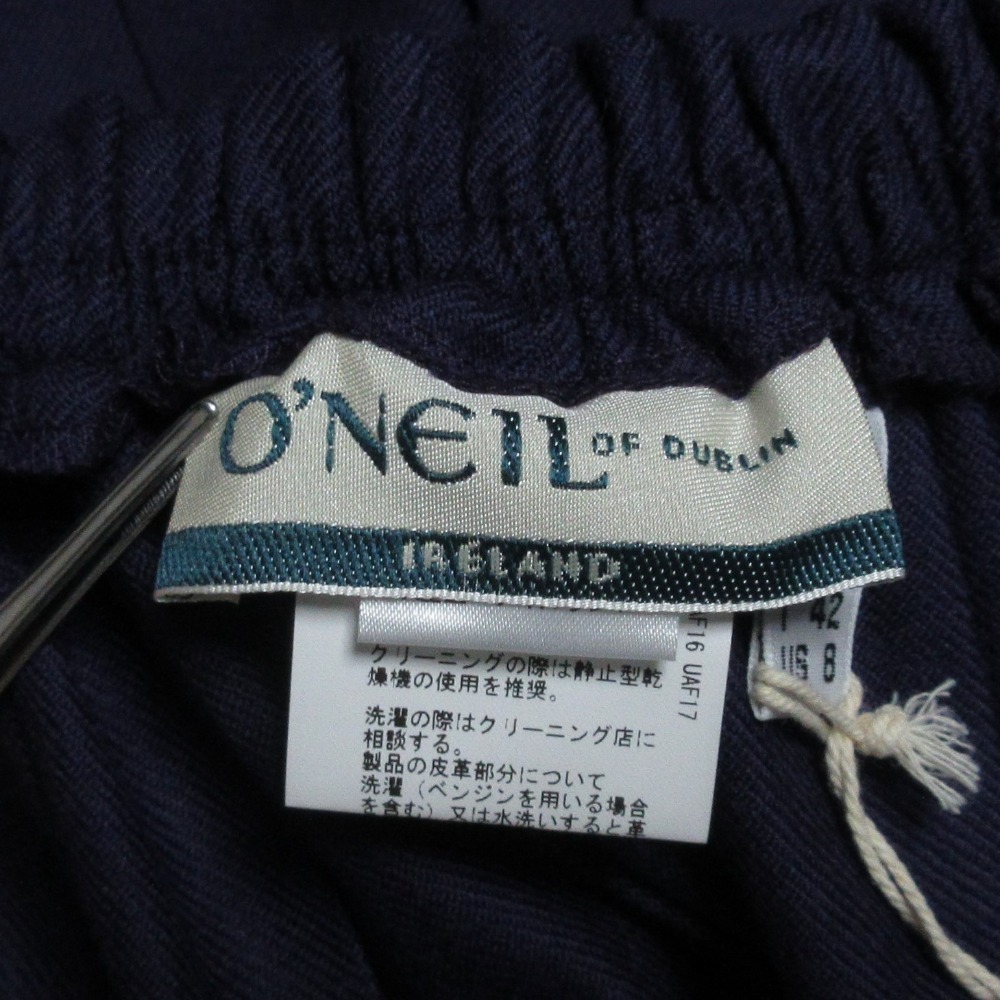 O'NEIL OF DUBLIN
IRELAND
クリーニングの際は静止型乾
燥機の使用を推奨。
洗濯の際はクリーニング店に
相談する。
製品の皮革部分について
洗濯（ベンジンを用いる場合
を含む）又は水洗いすると革
AF16 UAF17
42
8
GB